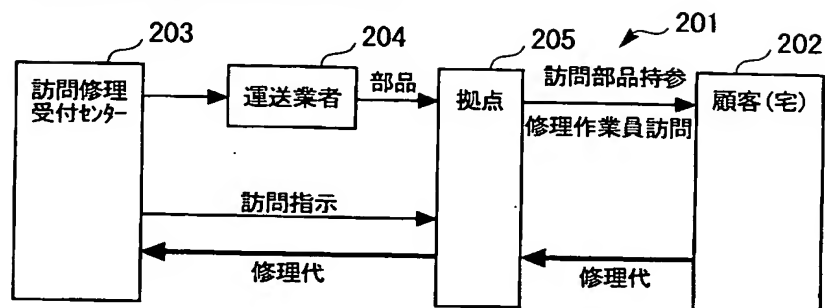 203
204
205
201
202
訪問修理
受付センター
運送業者
部品
拠点
訪問部品持参
修理作業員訪問
顧客(宅)
訪問指示
修理代
修理代